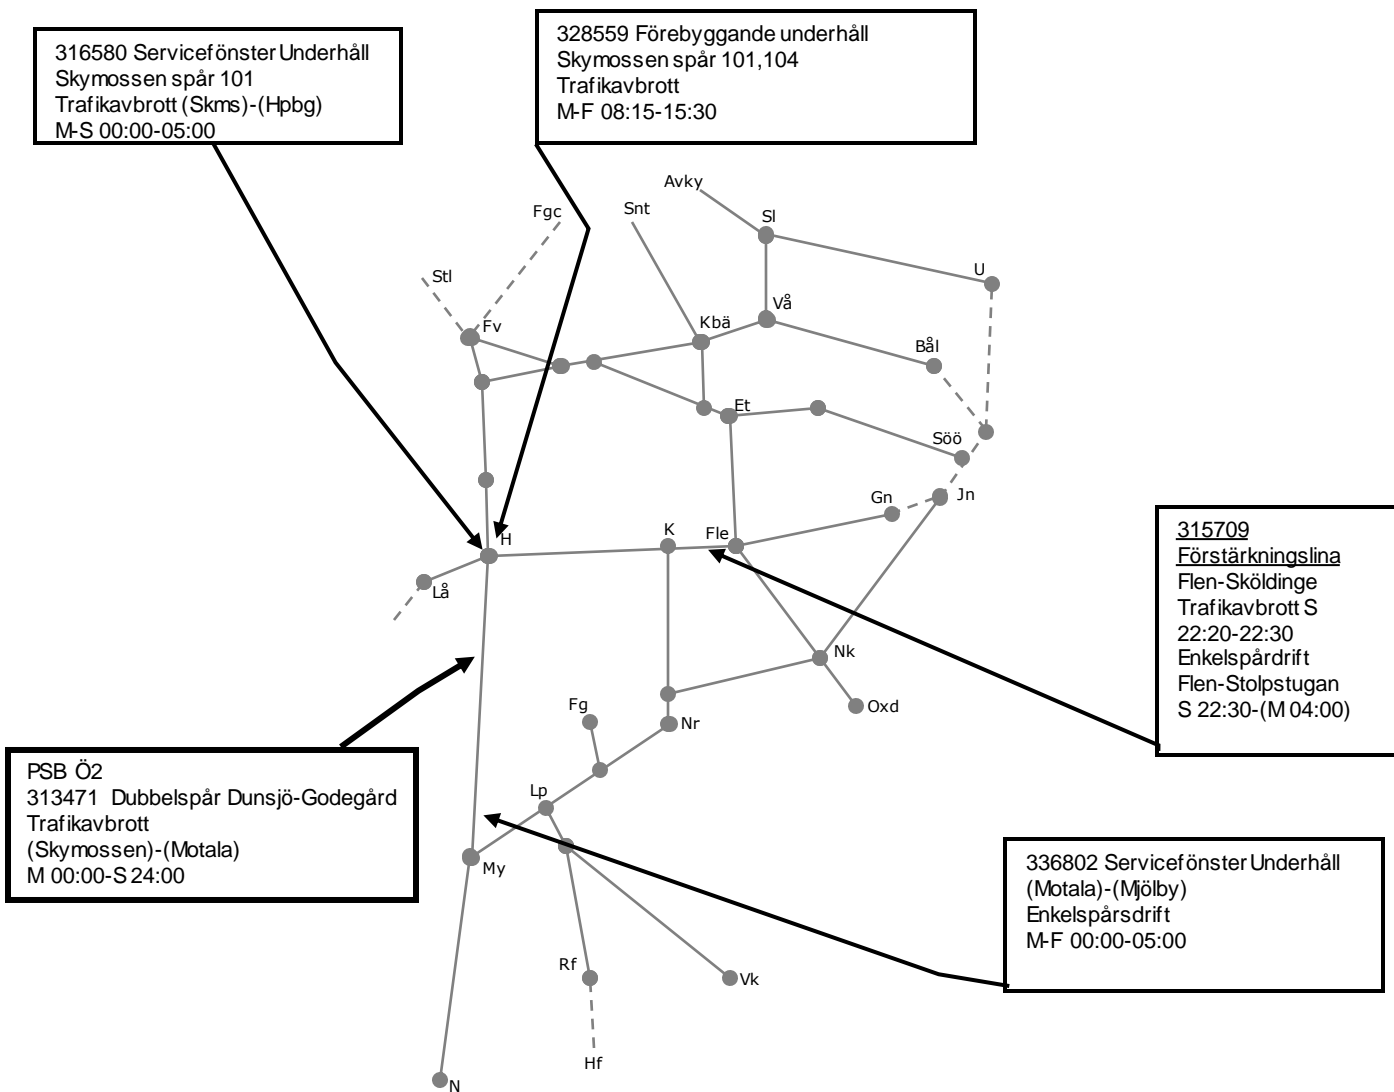 316580 Servicefönster Underhåll
Skymossen spår 101
Trafikavbrott (Skms)-(Hpbg)
M-S 00:00-05:00
328559 Förebyggande underhåll
Skymossen spår 101,104
Trafikavbrott
M-F 08:15-15:30
Avky
Fgc
Snt
Sl
U
Stl
Vå
Fv
Kbä
Bål
Et
Söö
Gn
Jn
K
Fle
H
Lå
315709
Förstärkningslina
Flen-Sköldinge
Trafikavbrott S
22:20-22:30
Enkelspårdrift
Flen-Stolpstugan
S 22:30-(M 04:00)
Nk
Oxd
Fg
Nr
PSB Ö2
313471 Dubbelspår Dunsjö-Godegård
Trafikavbrott
(Skymossen)-(Motala)
M 00:00-S 24:00
Lp
My
336802 Servicefönster Underhåll
(Motala)-(Mjölby)
Enkelspårsdrift
M-F 00:00-05:00
Rf
Vk
Hf
N